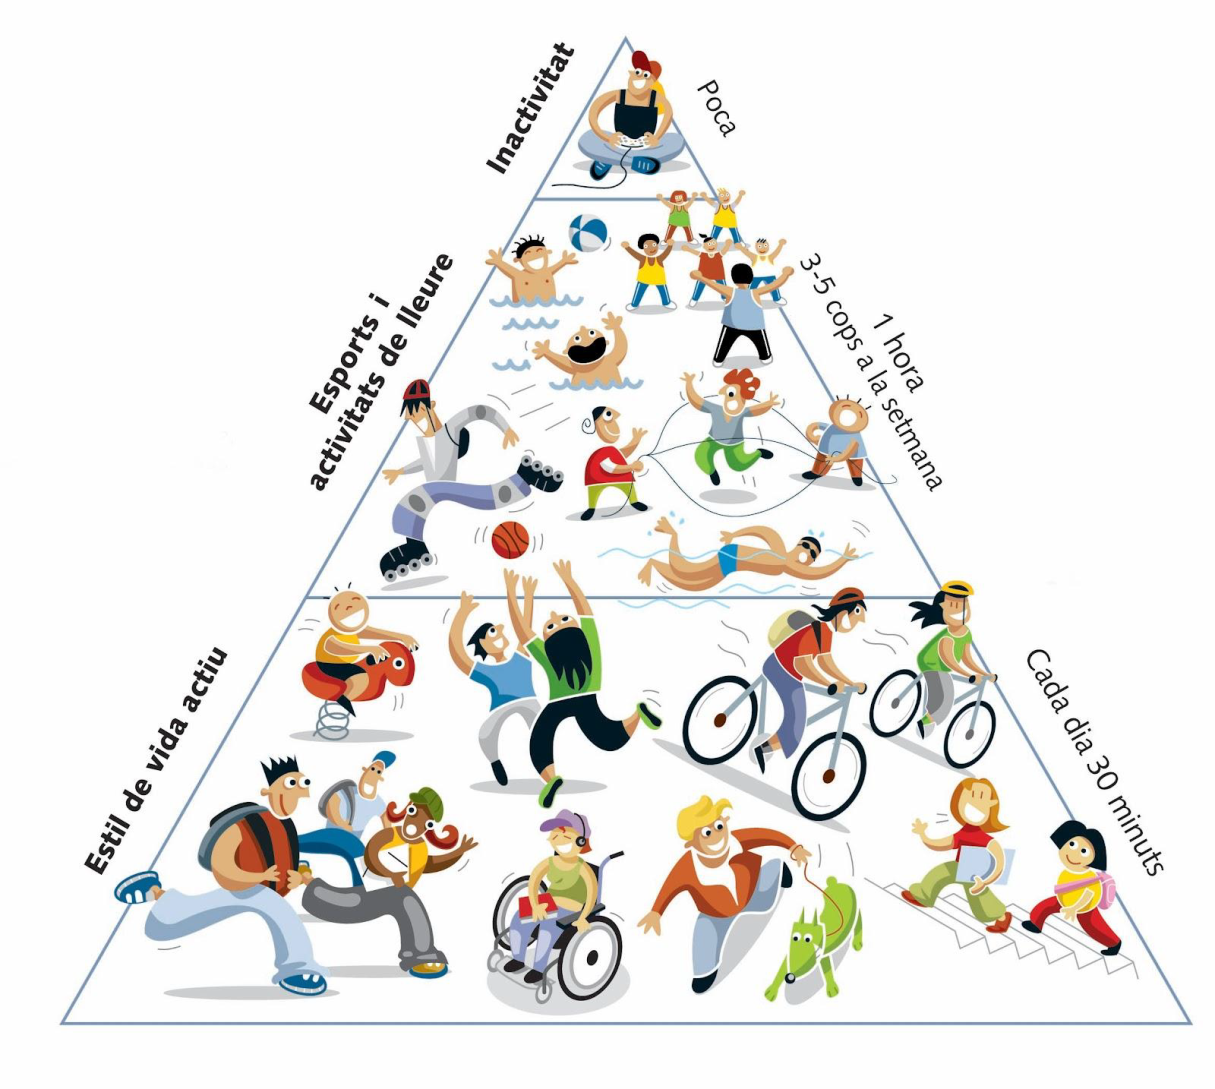 Inactivitat
Poca
Esports i
activitats de lleure
1 hora
3-5 cops a la setmana
Estil de vida actiu
Cada dia 30 minuts